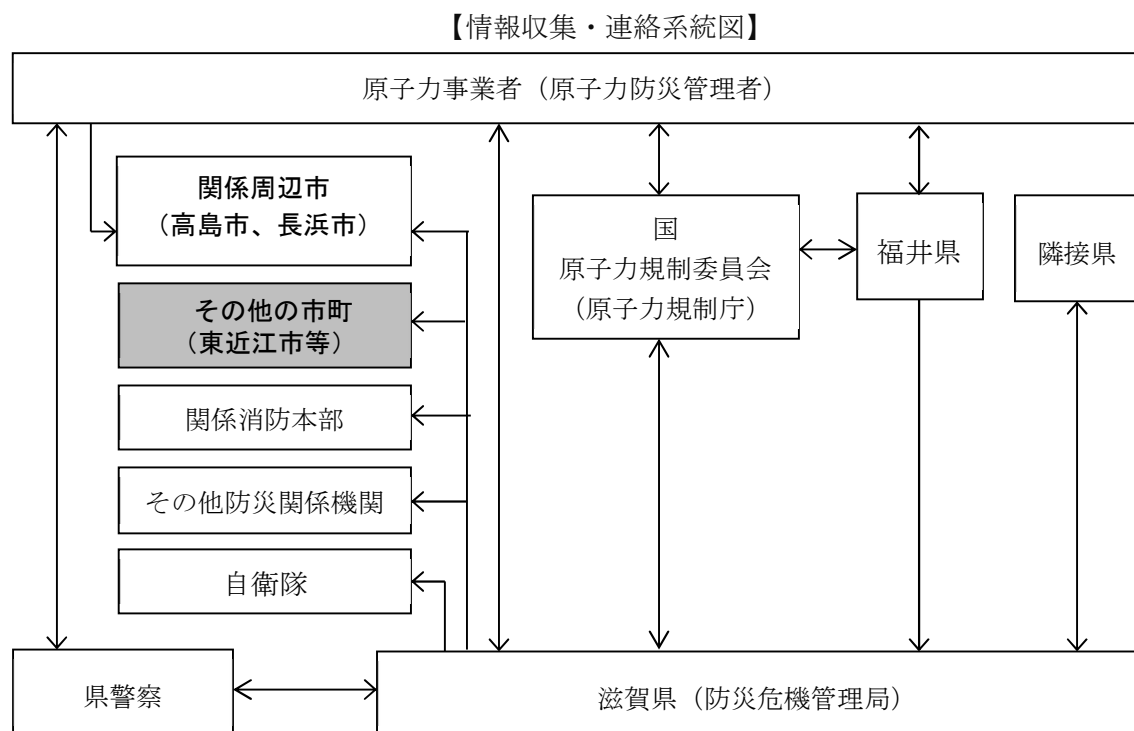 【情報収集・連絡系統図】
原子力事業者（原子力防災管理者）
関係周辺市
（高島市、長浜市）
その他の市町
（東近江市等）
関係消防本部
その他防災関係機関
自衛隊
国
原子力規制委員会
（原子力規制庁）
福井県
隣接県
県警察
滋賀県（防災危機管理局）